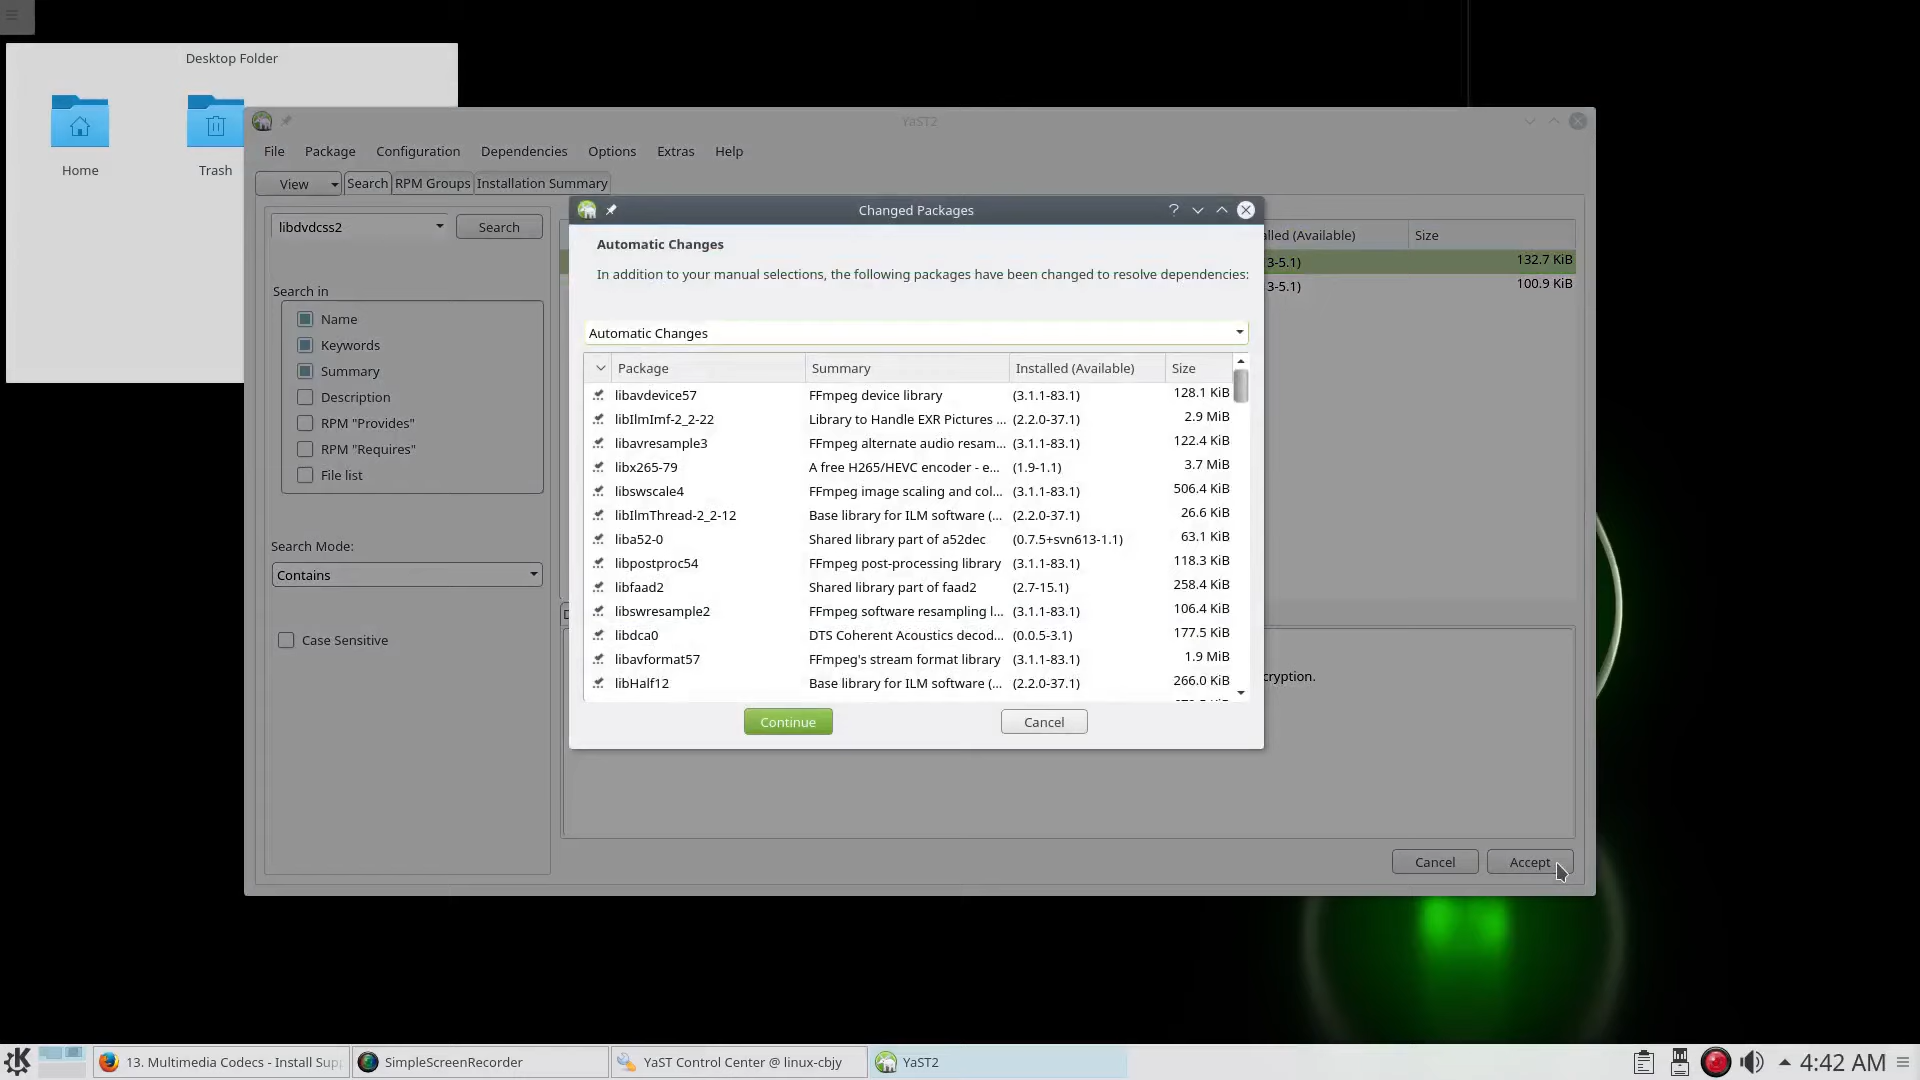 Desktop Folder
Home
Trash
YaST2
File Package Configuration Dependencies Options Extras Help
View Search RPM Groups Installation Summary
libdvdcss2 Search
Search in
Name
Keywords
Summary
Description
RPM "Provides"
RPM "Requires"
File list
Search Mode:
Contains
Case Sensitive
alled (Available) Size
3-5.1) 132.7 KiB
3-5.1) 100.9 KiB
cryption.
Cancel Accept
Changed Packages
Automatic Changes
In addition to your manual selections, the following packages have been changed to resolve dependencies:
Automatic Changes
Package Summary Installed (Available) Size
libavdevice57 FFmpeg device library (3.1.1-83.1) 128.1 KiB
libIlmImf-2_2-22 Library to Handle EXR Pictures ... (2.2.0-37.1) 2.9 MiB
libavresample3 FFmpeg alternate audio resam... (3.1.1-83.1) 122.4 KiB
libx265-79 A free H265/HEVC encoder - e... (1.9-1.1) 3.7 MiB
libswscale4 FFmpeg image scaling and col... (3.1.1-83.1) 506.4 KiB
libIlmThread-2_2-12 Base library for ILM software (... (2.2.0-37.1) 26.6 KiB
liba52-0 Shared library part of a52dec (0.7.5+svn613-1.1) 63.1 KiB
libpostproc54 FFmpeg post-processing library (3.1.1-83.1) 118.3 KiB
libfaad2 Shared library part of faad2 (2.7-15.1) 258.4 KiB
libswresample2 FFmpeg software resampling l... (3.1.1-83.1) 106.4 KiB
libdca0 DTS Coherent Acoustics decod... (0.0.5-3.1) 177.5 KiB
libavformat57 FFmpeg's stream format library (3.1.1-83.1) 1.9 MiB
libHalf12 Base library for ILM software (... (2.2.0-37.1) 266.0 KiB
Continue Cancel
13. Multimedia Codecs - Install Sup SimpleScreenRecorder YaST Control Center @ linux-cbjy YaST2 4:42 AM